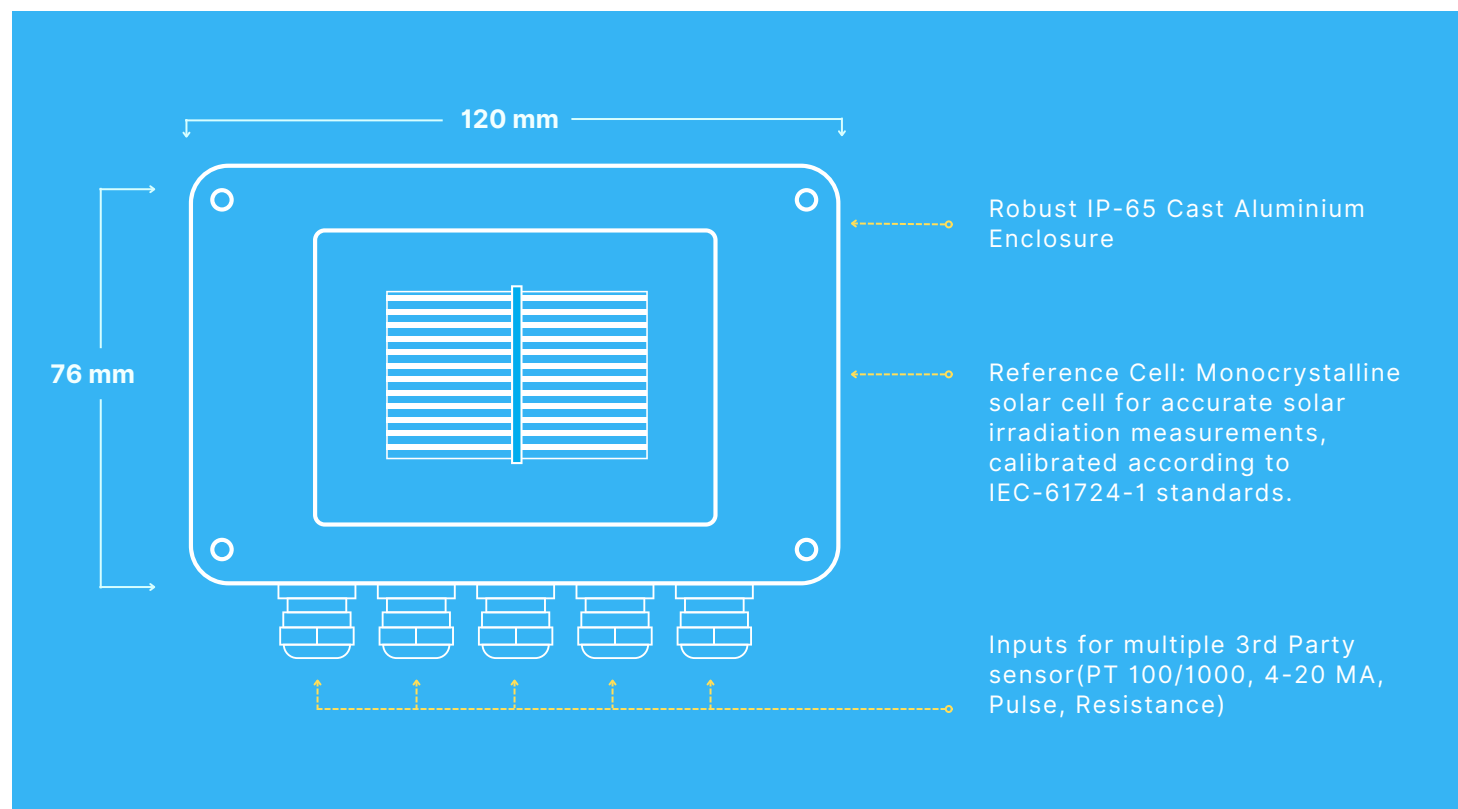 120 mm
Robust IP-65 Cast Aluminium
Enclosure
76 mm
Reference Cell: Monocrystalline
solar cell for accurate solar
irradiation measurements,
calibrated according to
IEC-61724-1 standards.
Inputs for multiple 3rd Party
sensor(PT 100/1000, 4-20 MA,
Pulse, Resistance)